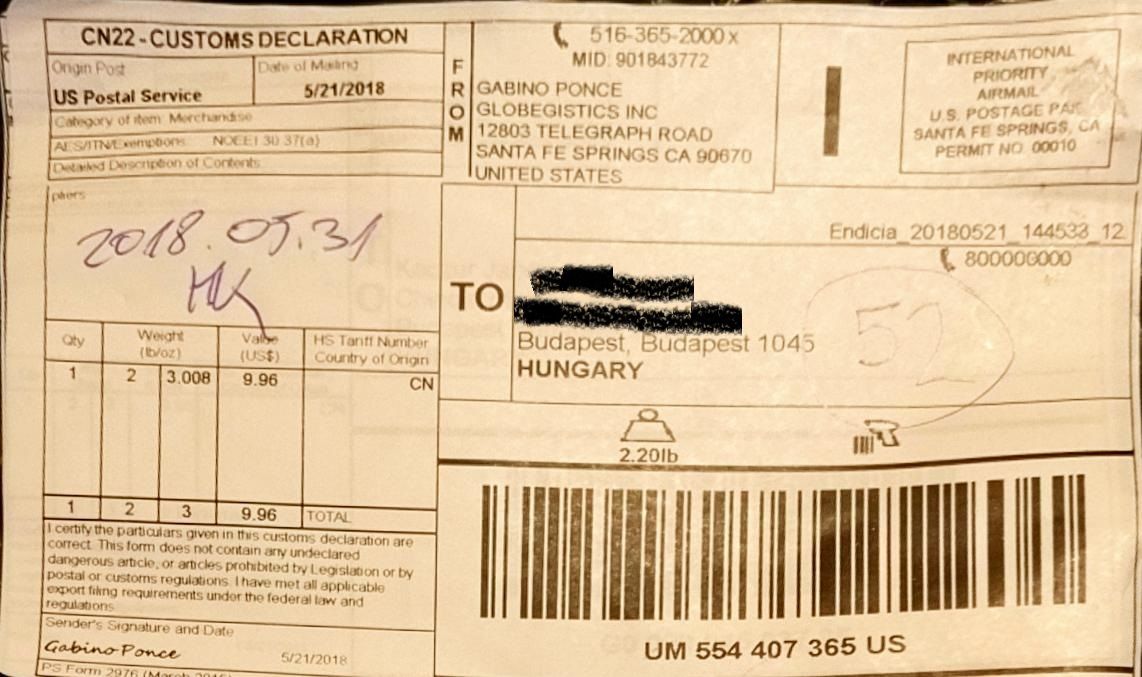 CN22 - CUSTOMS DECLARATION
Origin Post
US Postal Service
Date of Mailing
5/21/2018
Category of item: Merchandise
AES/ITN/Exemptions: NOEEI 30 37(a)
Detailed Description of Contents
pliers
2018.05.31
HK
Qty
Weight
(lb/oz)
Value
(US$)
HS Tariff Number
Country of Origin
1 2 3.008 9.96 CN
1 2 3 9.96 TOTAL
I certify the particulars given in this customs declaration are
correct. This form does not contain any undeclared
dangerous article, or articles prohibited by Legislation or by
postal or customs regulations. I have met all applicable
export filing requirements under the federal law and
regulations
Sender's Signature and Date
Gabino Ponce 5/21/2018
PS Form 2976 (March
FROM
516-365-2000 x
MID: 901843772
GABINO PONCE
GLOBEGISTICS INC
12803 TELEGRAPH ROAD
SANTA FE SPRINGS CA 90670
UNITED STATES
INTERNATIONAL
PRIORITY
AIRMAIL
U.S. POSTAGE PAID
SANTA FE SPRINGS, CA
PERMIT NO. 00010
Endicia_20180521_144533_12
800000000
TO
Budapest, Budapest 1045
HUNGARY
52
2.20lb
UM 554 407 365 US